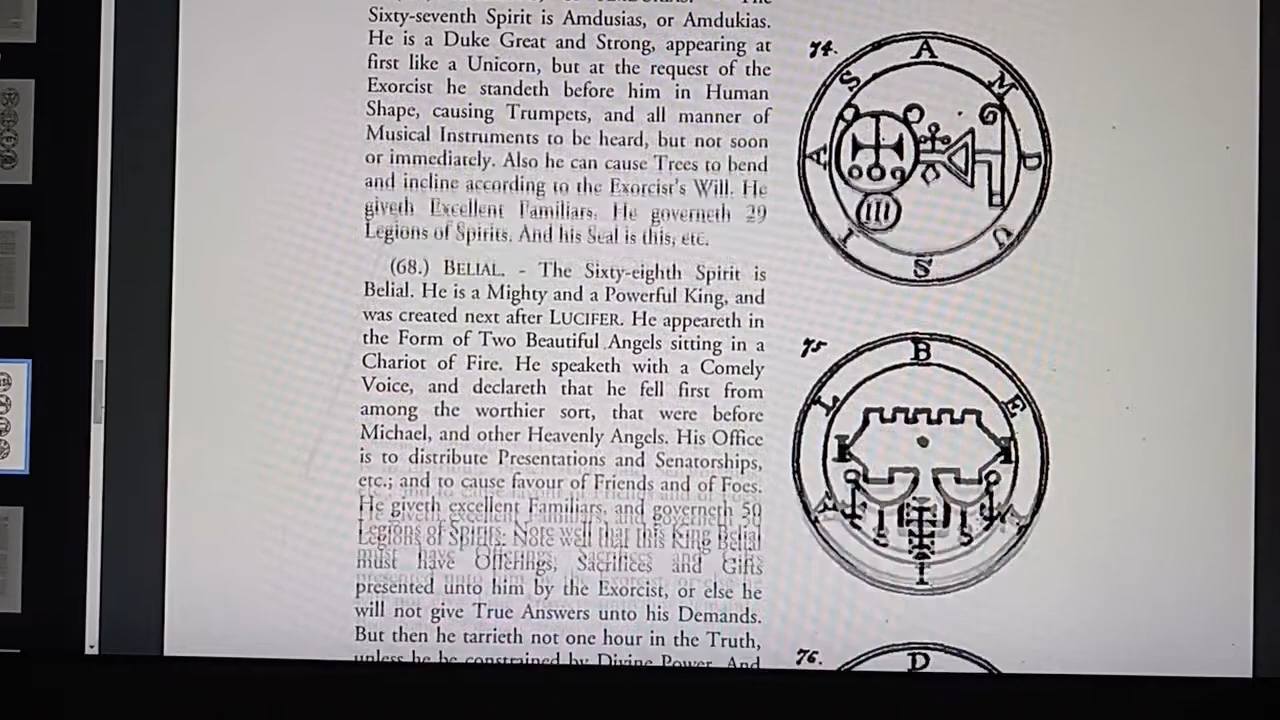 Sixty-seventh Spirit is Amdusias, or Amdukias.
He is a Duke Great and Strong, appearing at
first like a Unicorn, but at the request of the
Exorcist he standeth before him in Human
Shape, causing Trumpets, and all manner of
Musical Instruments to be heard, but not soon
or immediately. Also he can cause Trees to bend
and incline according to the Exorcist's Will. He
giveth Excellent Familiars. He governeth 29
Legions of Spirits. And his Seal is this, etc.
(68.) BELIAL. - The Sixty-eighth Spirit is
Belial. He is a Mighty and a Powerful King, and
was created next after LUCIFER. He appeareth in
the Form of Two Beautiful Angels sitting in a
Chariot of Fire. He speaketh with a Comely
Voice, and declareth that he fell first from
among the worthier sort, that were before
Michael, and other Heavenly Angels. His Office
is to distribute Presentations and Senatorships,
etc.; and to cause favour of Friends and of Foes.
He giveth excellent Familiars, and governeth 50
Legions of Spirits. Note well that this King Belial
must have Offerings, Sacrifices and Gifts
presented unto him by the Exorcist, or else he
will not give True Answers unto his Demands.
But then he tarrieth not one hour in the Truth,
unless he be constrained by Divine Power. And
74.
A M D U S I A S
75
B E L I A L
76.
D